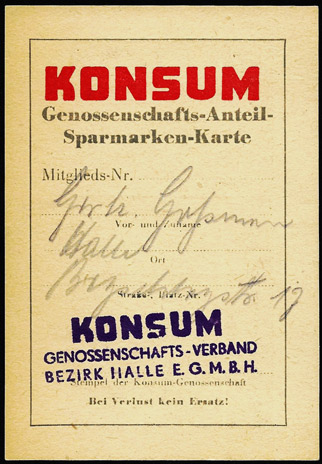 KONSUM
Genossenschafts-Anteil-
Sparmarken-Karte
Mitglieds-Nr.
Vor- und Zuname
Halle
Ort
Straße, Platz-Nr.
KONSUM
GENOSSENSCHAFTS-VERBAND
BEZIRK HALLE E.G.M.B.H.
Stempel der Konsum-Genossenschaft
Bei Verlust kein Ersatz!